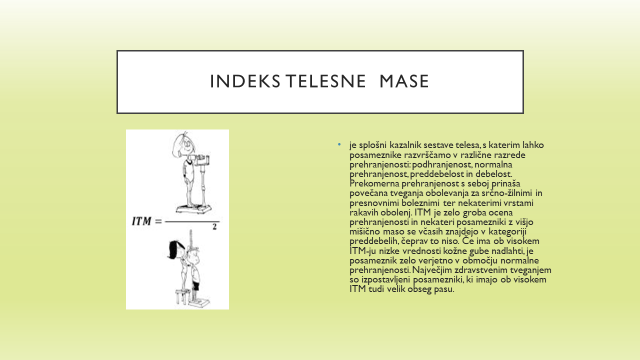 INDEKS TELESNE MASE
ITM =
2
• je splošni kazalnik sestave telesa, s katerim lahko
posameznike razvrščamo v različne razrede
prehranjenosti: podhranjenost, normalna
prehranjenost, preddebelost in debelost.
Prekomerna prehranjenost s seboj prinaša
povečana tveganja obolevanja za srčno-žilnimi in
presnovnimi boleznimi ter nekaterimi vrstami
rakavih obolenj. ITM je zelo groba ocena
prehranjenosti in nekateri posamezniki z višjo
mišično maso se včasih znajdejo v kategoriji
preddebelih, čeprav to niso. Če ima ob visokem
ITM-ju nizke vrednosti kožne gube nadlahti, je
posameznik zelo verjetno v območju normalne
prehranjenosti. Največjim zdravstvenim tveganjem
so izpostavljeni posamezniki, ki imajo ob visokem
ITM tudi velik obseg pasu.